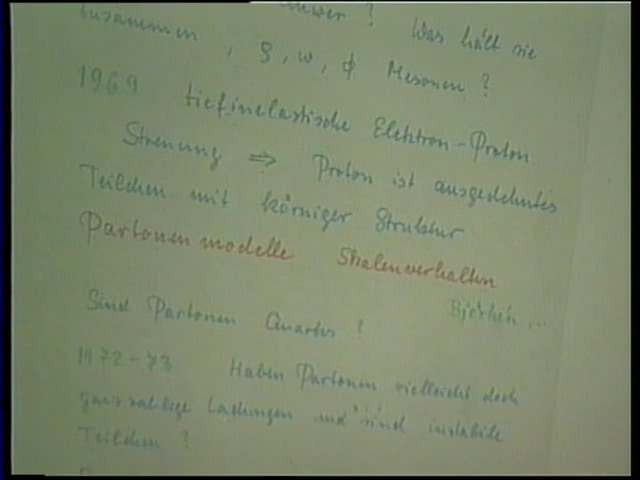 schwer ? Was hält sie
zusammen , ρ, ω, ϕ Mesonen ?
1969 tiefinelastische Elektron-Proton
Streuung ⇒ Proton ist ausgedehntes
Teilchen mit körniger Struktur
Partonenmodelle Skalenverhalten
Bjorken ...
Sind Partonen Quarks ?
1972-73 Haben Partonen vielleicht doch
ganzzahlige Ladungen und sind instabile
Teilchen ?